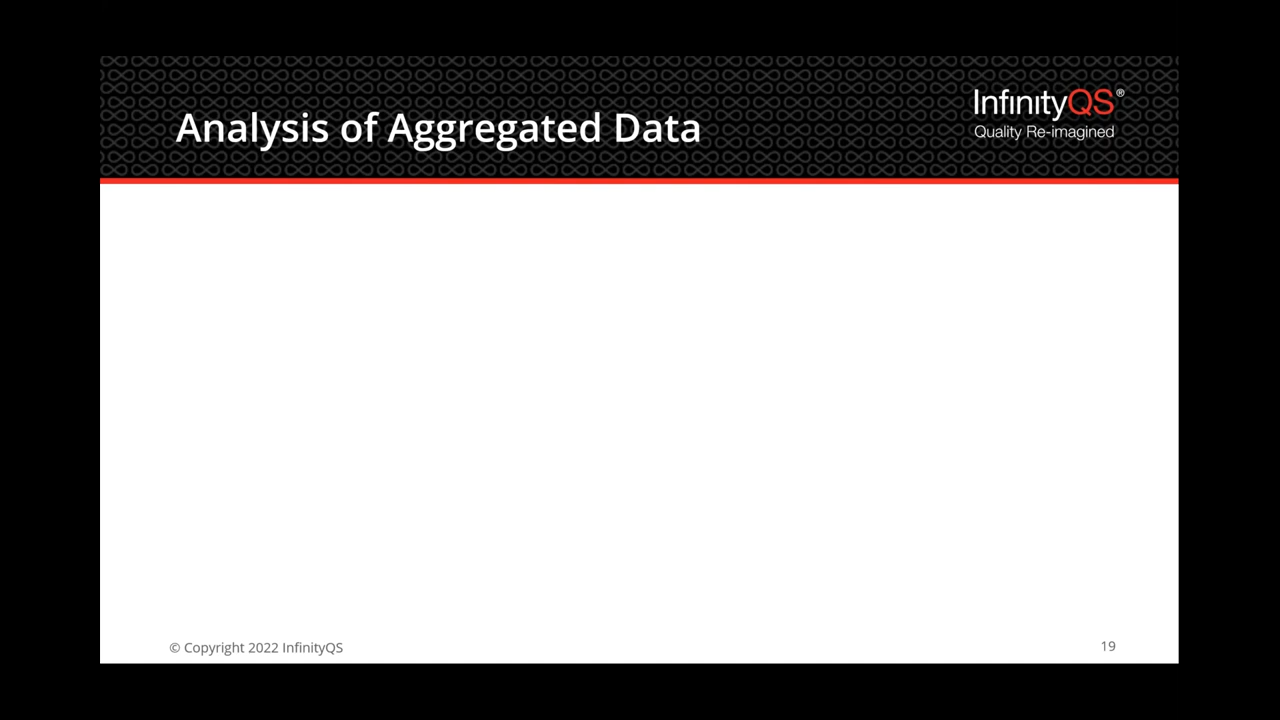 Analysis of Aggregated Data
InfinityQS®
Quality Re-imagined
© Copyright 2022 InfinityQS
19